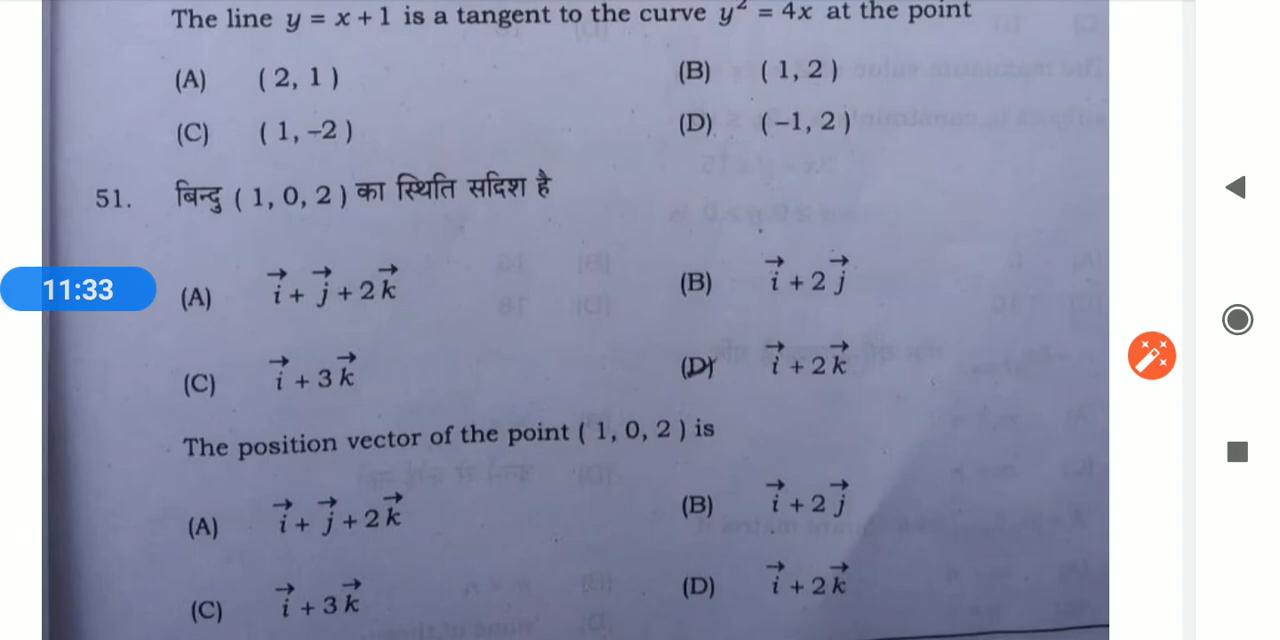 The line y = x + 1 is a tangent to the curve y² = 4x at the point
(A) ( 2, 1 ) (B) ( 1, 2 )
(C) ( 1, –2 ) (D) ( –1, 2 )
51. बिन्दु ( 1, 0, 2 ) का स्थिति सदिश है
11:33
(A) i⃗ + j⃗ + 2k⃗ (B) i⃗ + 2j⃗
(C) i⃗ + 3k⃗ (D) i⃗ + 2k⃗
The position vector of the point ( 1, 0, 2 ) is
(A) i⃗ + j⃗ + 2k⃗ (B) i⃗ + 2j⃗
(C) i⃗ + 3k⃗ (D) i⃗ + 2k⃗